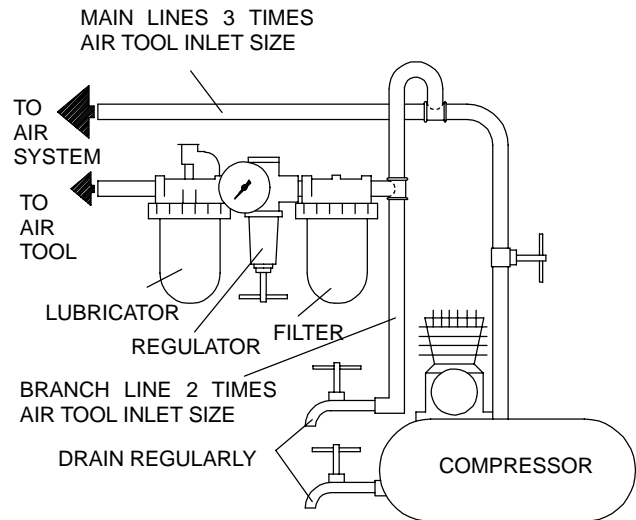 MAIN LINES 3 TIMES
AIR TOOL INLET SIZE
TO
AIR
SYSTEM
TO
AIR
TOOL
LUBRICATOR
REGULATOR
FILTER
BRANCH LINE 2 TIMES
AIR TOOL INLET SIZE
DRAIN REGULARLY
COMPRESSOR